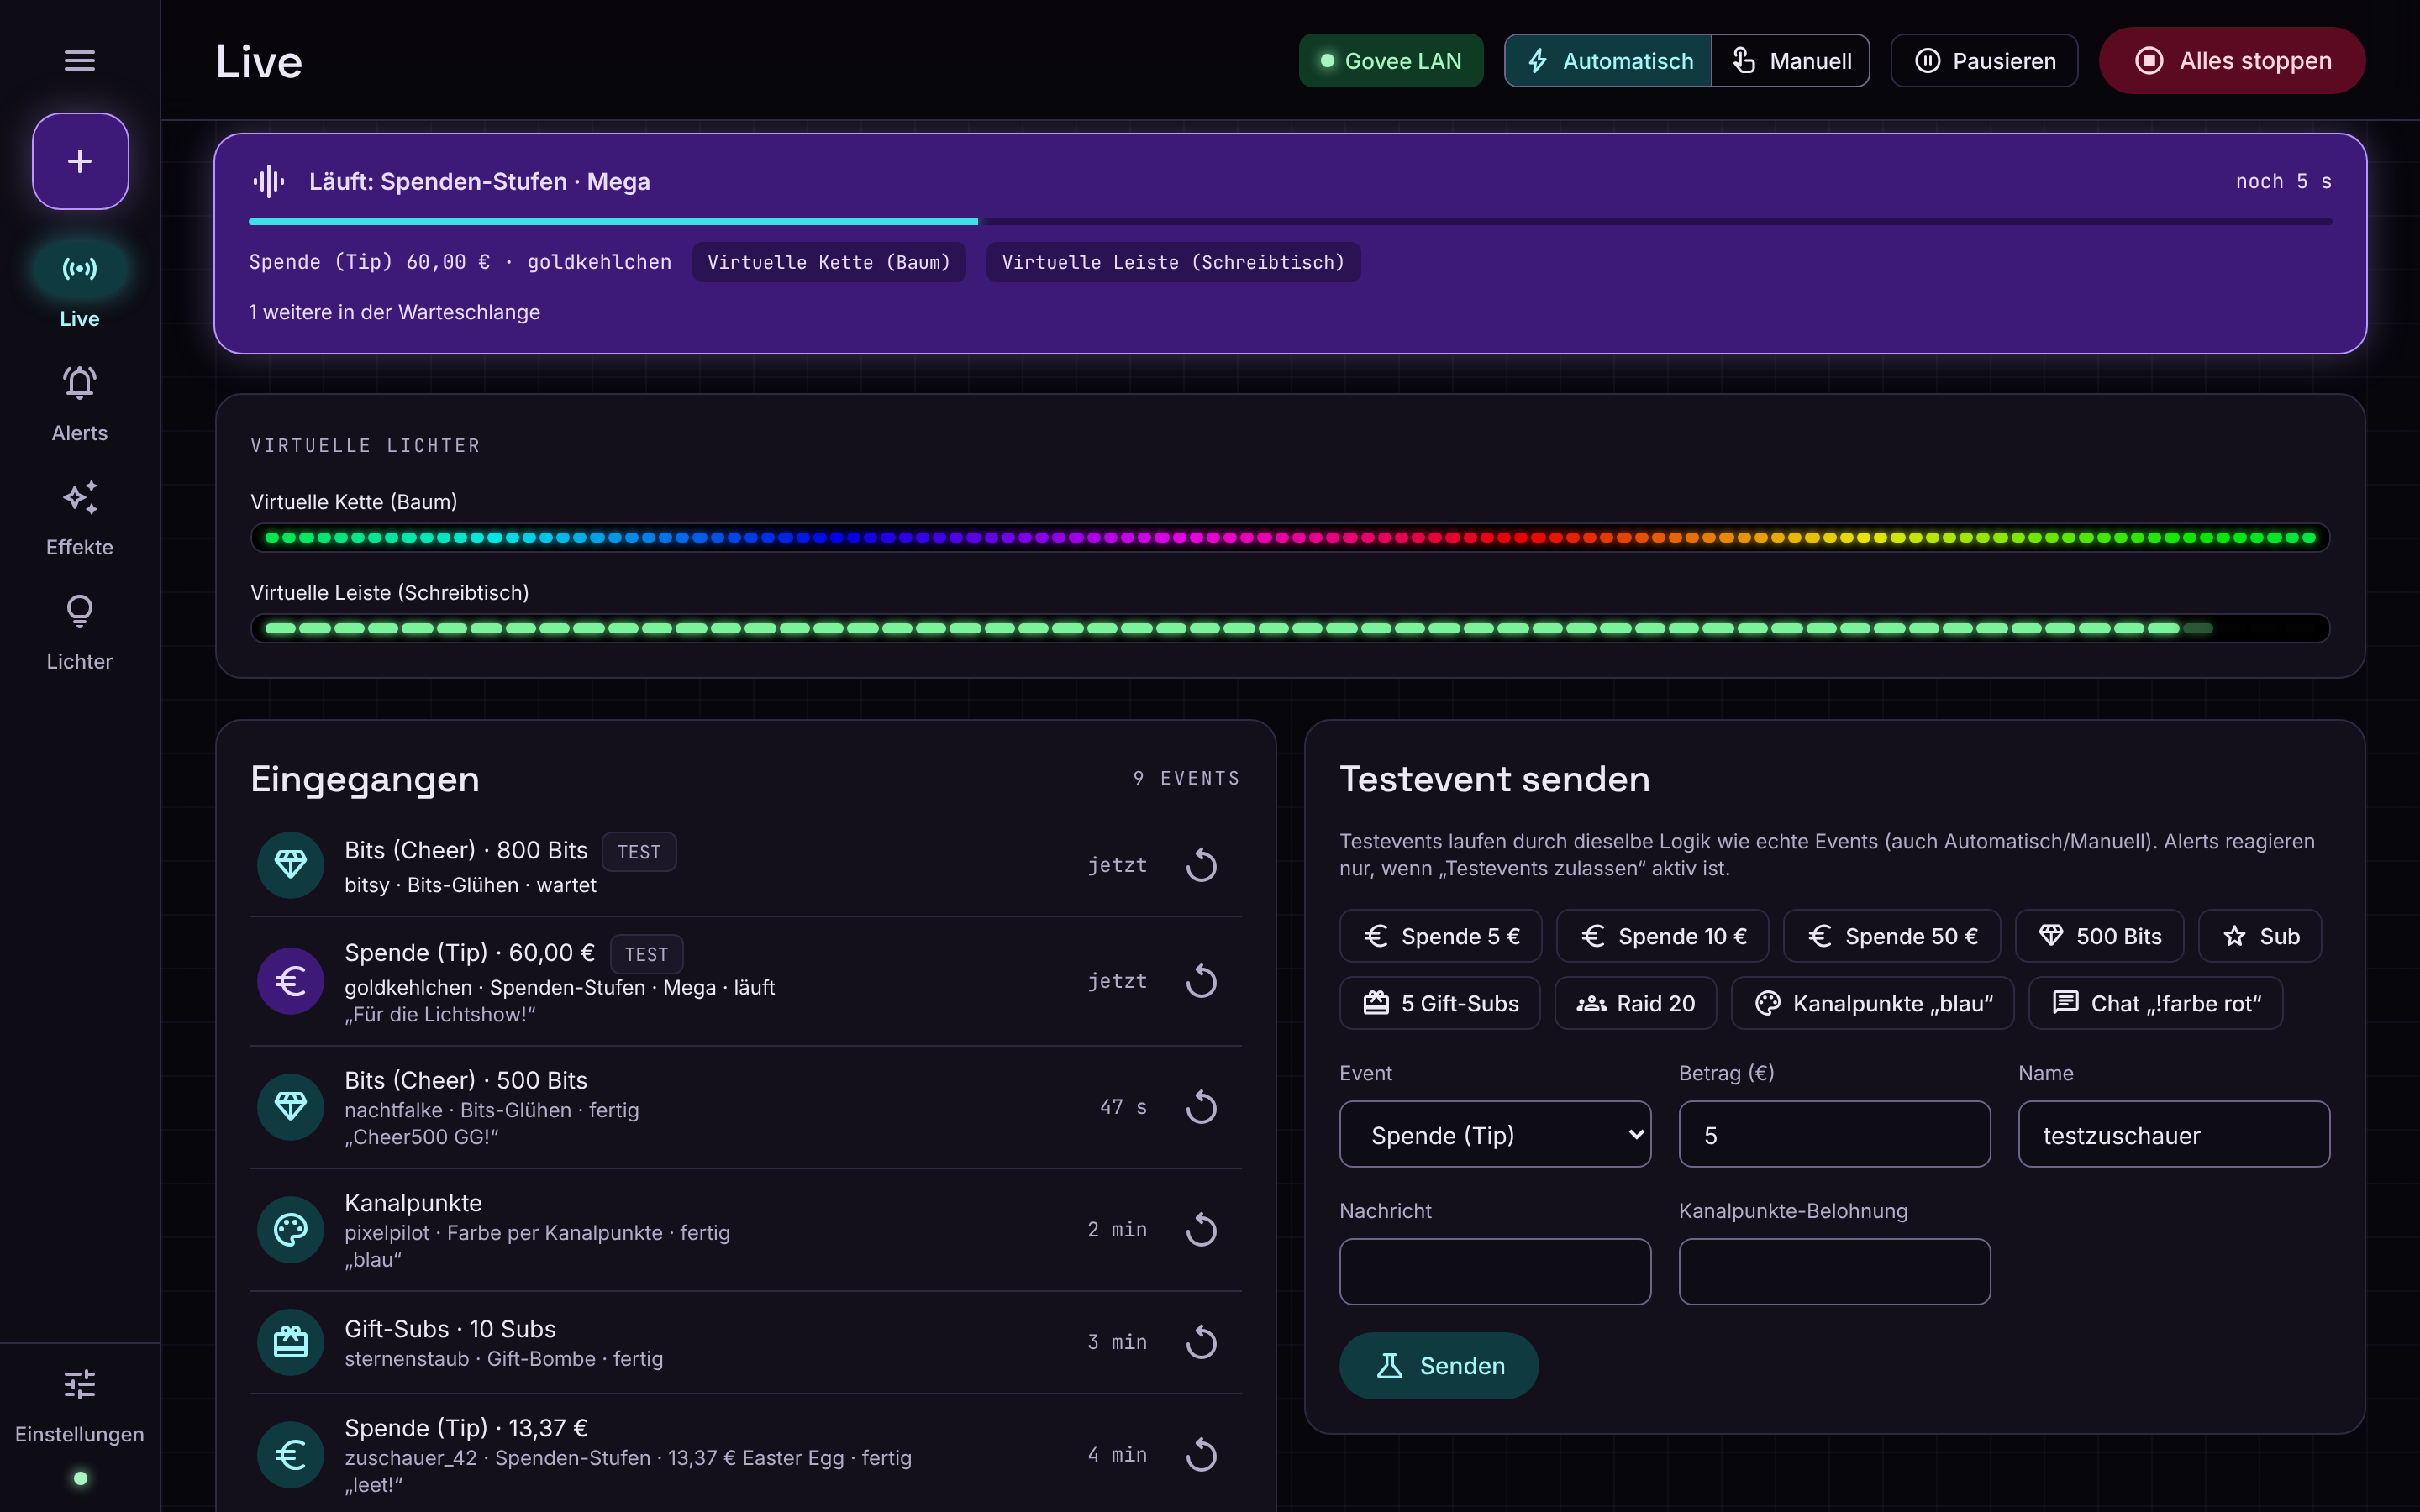 Live
Govee LAN
Automatisch
Manuell
Pausieren
Alles stoppen
Live
Alerts
Effekte
Lichter
Einstellungen
Läuft: Spenden-Stufen · Mega
noch 5 s
Spende (Tip) 60,00 € · goldkehlchen
Virtuelle Kette (Baum)
Virtuelle Leiste (Schreibtisch)
1 weitere in der Warteschlange
VIRTUELLE LICHTER
Virtuelle Kette (Baum)
Virtuelle Leiste (Schreibtisch)
Eingegangen
9 EVENTS
Bits (Cheer) · 800 Bits TEST
bitsy · Bits-Glühen · wartet
jetzt
Spende (Tip) · 60,00 € TEST
goldkehlchen · Spenden-Stufen · Mega · läuft
„Für die Lichtshow!“
jetzt
Bits (Cheer) · 500 Bits
nachtfalke · Bits-Glühen · fertig
„Cheer500 GG!“
47 s
Kanalpunkte
pixelpilot · Farbe per Kanalpunkte · fertig
„blau“
2 min
Gift-Subs · 10 Subs
sternenstaub · Gift-Bombe · fertig
3 min
Spende (Tip) · 13,37 €
zuschauer_42 · Spenden-Stufen · 13,37 € Easter Egg · fertig
„leet!“
4 min
Testevent senden
Testevents laufen durch dieselbe Logik wie echte Events (auch Automatisch/Manuell). Alerts reagieren
nur, wenn „Testevents zulassen“ aktiv ist.
Spende 5 €
Spende 10 €
Spende 50 €
500 Bits
Sub
5 Gift-Subs
Raid 20
Kanalpunkte „blau“
Chat „!farbe rot“
Event
Betrag (€)
Name
Spende (Tip)
5
testzuschauer
Nachricht
Kanalpunkte-Belohnung
Senden